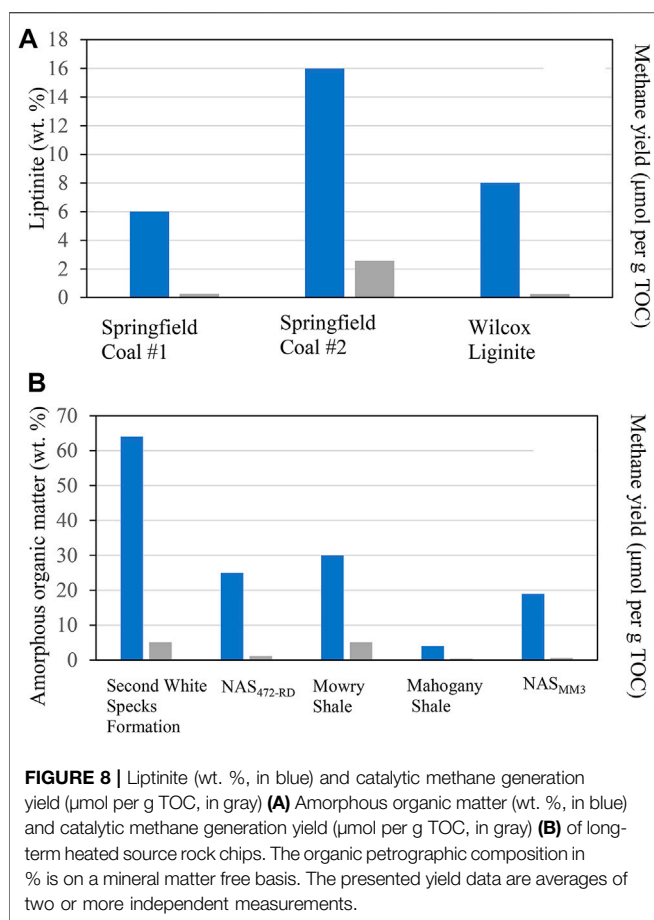 A
Liptinite (wt. %)
18
16
14
12
10
8
6
4
2
0
Methane yield (µmol per g TOC)
Springfield
Coal #1
Springfield
Coal #2
Wilcox
Liginite
B
Amorphous organic matter (wt. %)
70
60
50
40
30
20
10
0
Methane yield (µmol per g TOC)
Second White
Specks
Formation
NAS472-RD
Mowry
Shale
Mahogany
Shale
NASMM3
FIGURE 8 | Liptinite (wt. %, in blue) and catalytic methane generation
yield (µmol per g TOC, in gray) (A) Amorphous organic matter (wt. %, in blue)
and catalytic methane generation yield (µmol per g TOC, in gray) (B) of long-
term heated source rock chips. The organic petrographic composition in
% is on a mineral matter free basis. The presented yield data are averages of
two or more independent measurements.